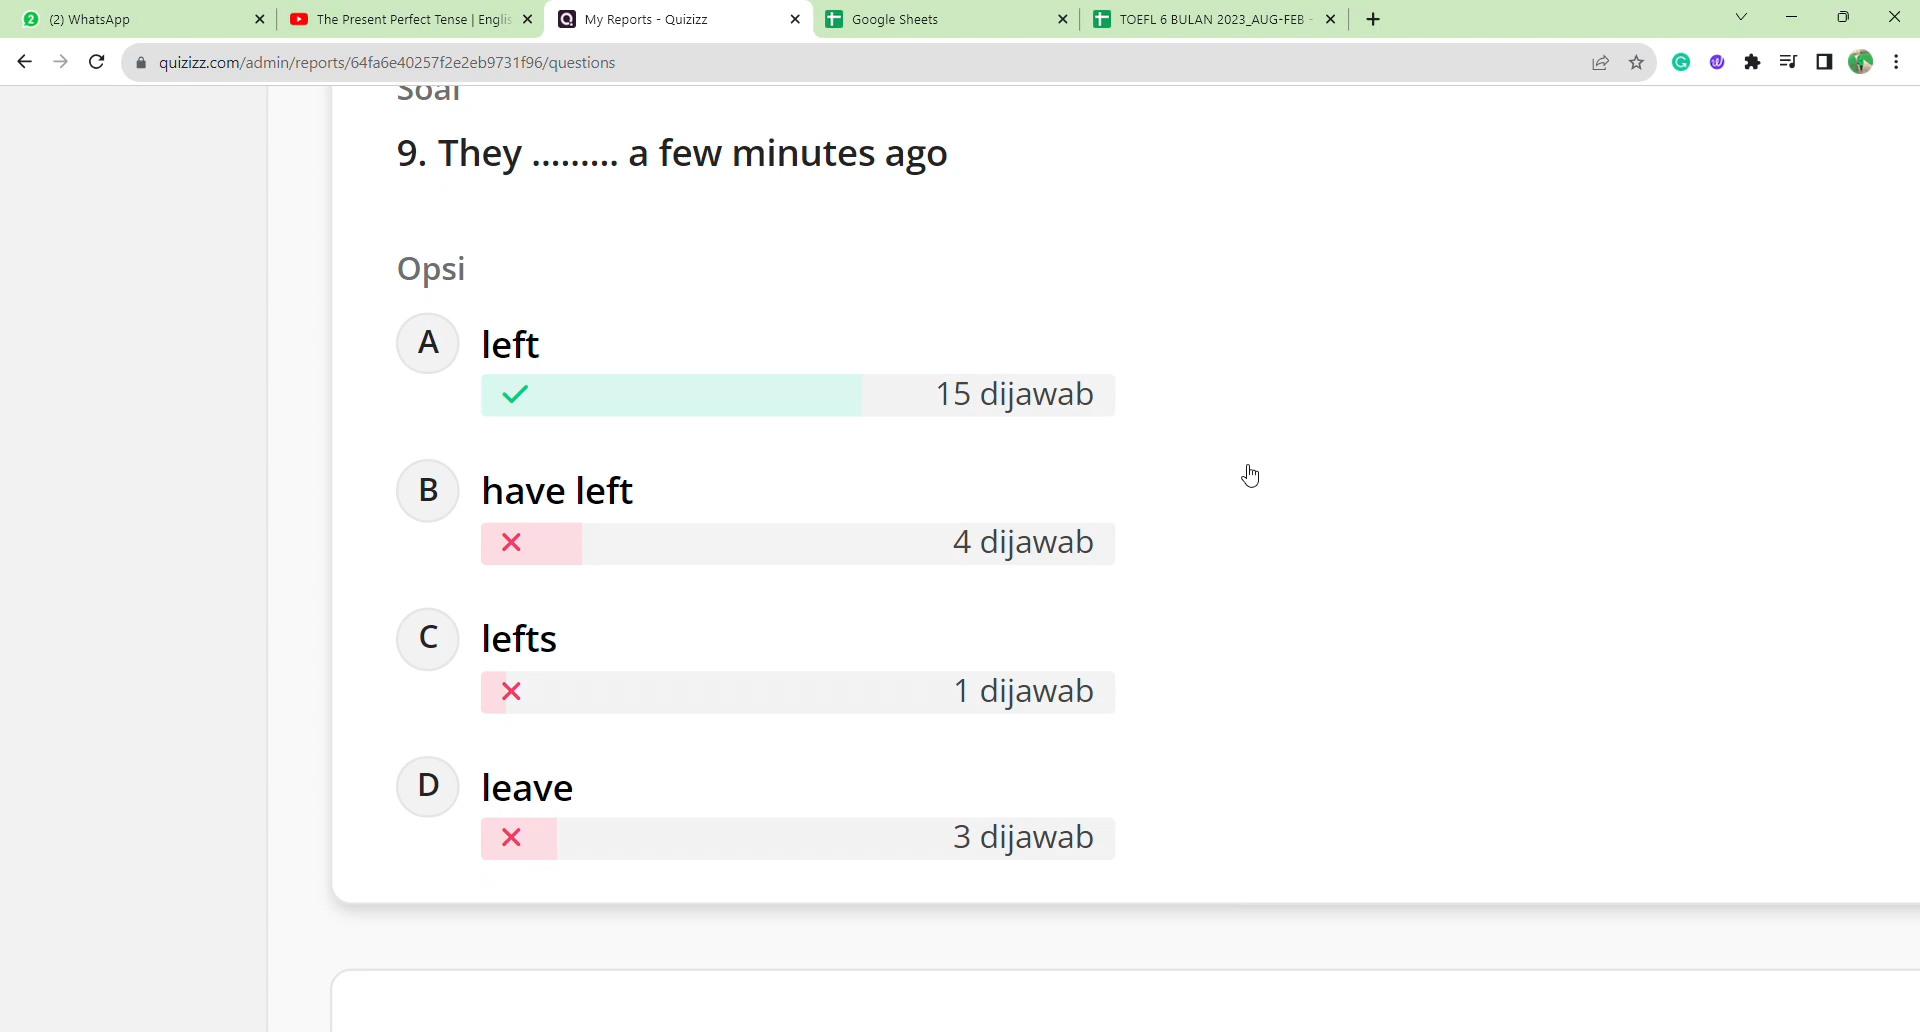 (2) WhatsApp
The Present Perfect Tense | Englis
My Reports - Quizizz
Google Sheets
TOEFL 6 BULAN 2023_AUG-FEB -
quizizz.com/admin/reports/64fa6e40257f2e2eb9731f96/questions
Soal
9. They ......... a few minutes ago
Opsi
A left
15 dijawab
B have left
4 dijawab
C lefts
1 dijawab
D leave
3 dijawab